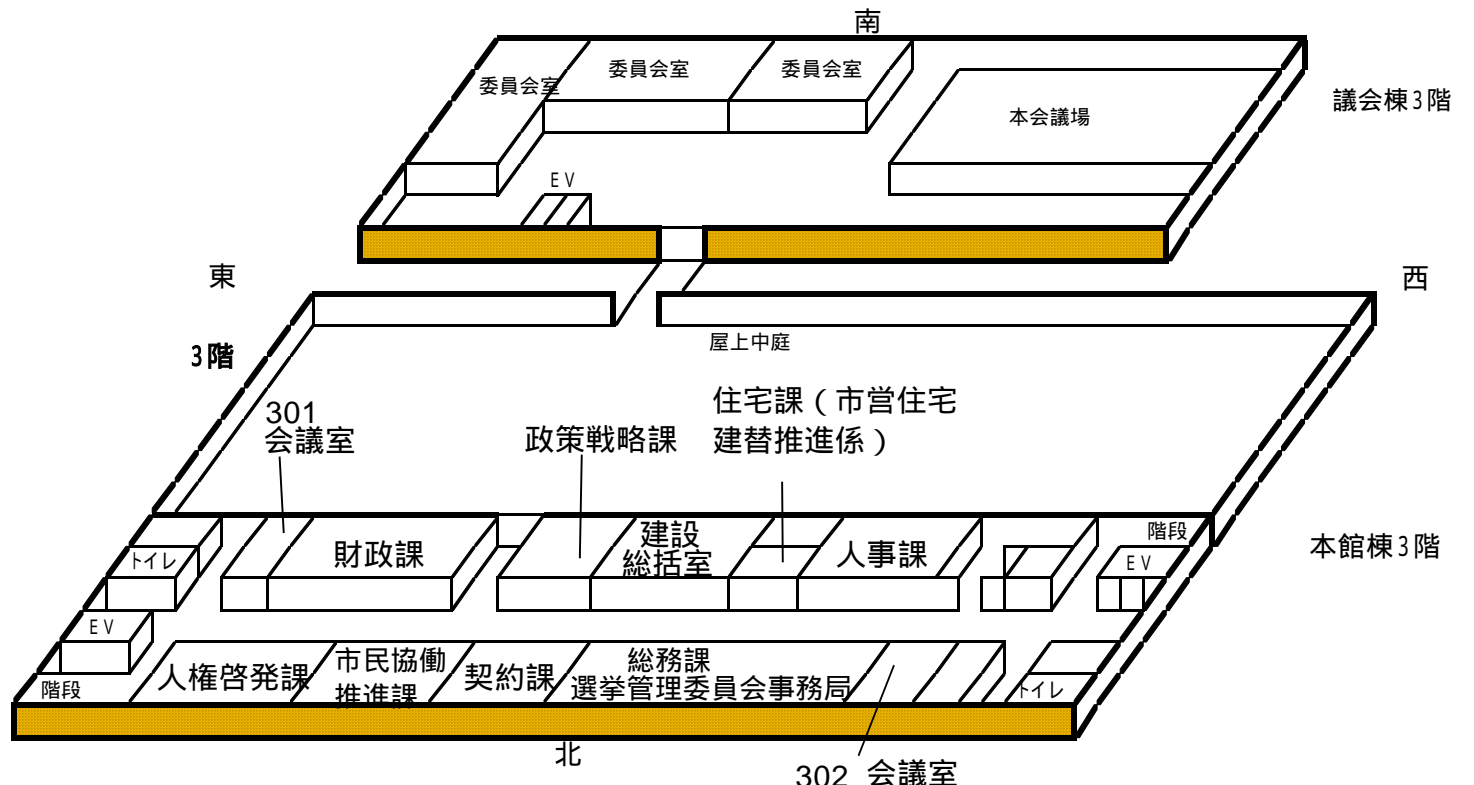 南
委員会室
委員会室
委員会室
本会議場
議会棟3階
EV
東
西
3階
屋上中庭
301
会議室
政策戦略課
住宅課(市営住宅
建替推進係)
トイレ
財政課
建設
総括室
人事課
階段
EV
本館棟3階
EV
階段
人権啓発課
市民協働
推進課
契約課
総務課
選挙管理委員会事務局
トイレ
北
302 会議室